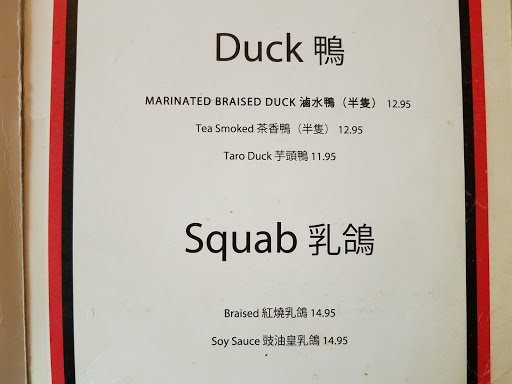 Duck 鴨
MARINATED BRAISED DUCK 滷水鴨（半隻） 12.95
Tea Smoked 茶香鴨（半隻） 12.95
Taro Duck 芋頭鴨 11.95
Squab 乳鴿
Braised 紅燒乳鴿 14.95
Soy Sauce 豉油皇乳鴿 14.95